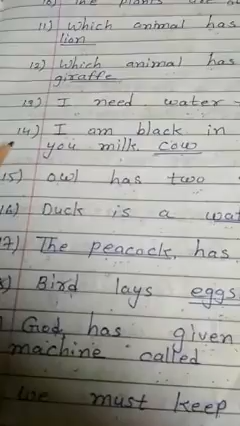 10) The plants are
11) Which animal has
lion
12) Which animal has
giraffe
13) I need water -
14) I am black in
you milk. cow
15) owl has two
16) Duck is a wat
17) The peacock, has
8) Bird lays eggs
God, has given
machine called
we must keep